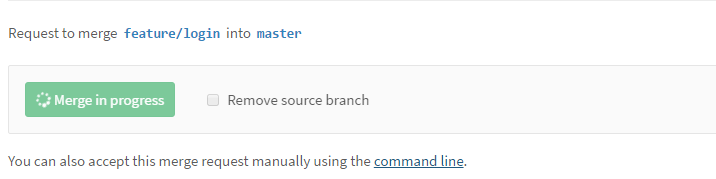 Request to merge feature/login into master
Merge in progress Remove source branch
You can also accept this merge request manually using the command line.